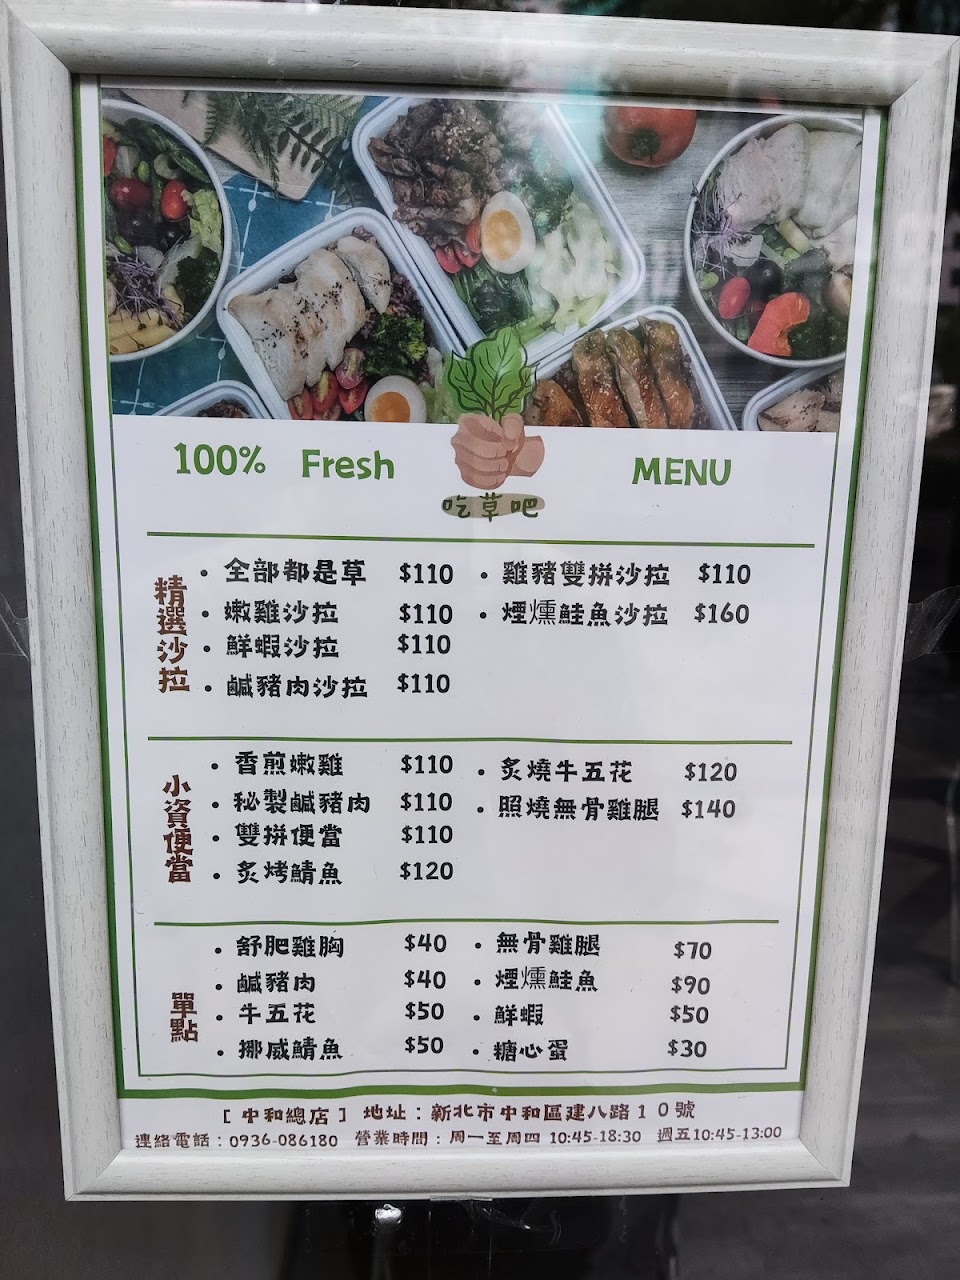 100% Fresh
MENU
吃草吧
精選沙拉
• 全部都是草 $110
• 嫩雞沙拉 $110
• 鮮蝦沙拉 $110
• 鹹豬肉沙拉 $110
• 雞豬雙拼沙拉 $110
• 煙燻鮭魚沙拉 $160
小資便當
• 香煎嫩雞 $110
• 秘製鹹豬肉 $110
• 雙拼便當 $110
• 炙烤鯖魚 $120
• 炙燒牛五花 $120
• 照燒無骨雞腿 $140
單點
• 舒肥雞胸 $40
• 鹹豬肉 $40
• 牛五花 $50
• 挪威鯖魚 $50
• 無骨雞腿 $70
• 煙燻鮭魚 $90
• 鮮蝦 $50
• 糖心蛋 $30
[ 中和總店 ] 地址：新北市中和區建八路１０號
連絡電話：0936-086180 營業時間：周一至周四 10:45-18:30 週五10:45-13:00